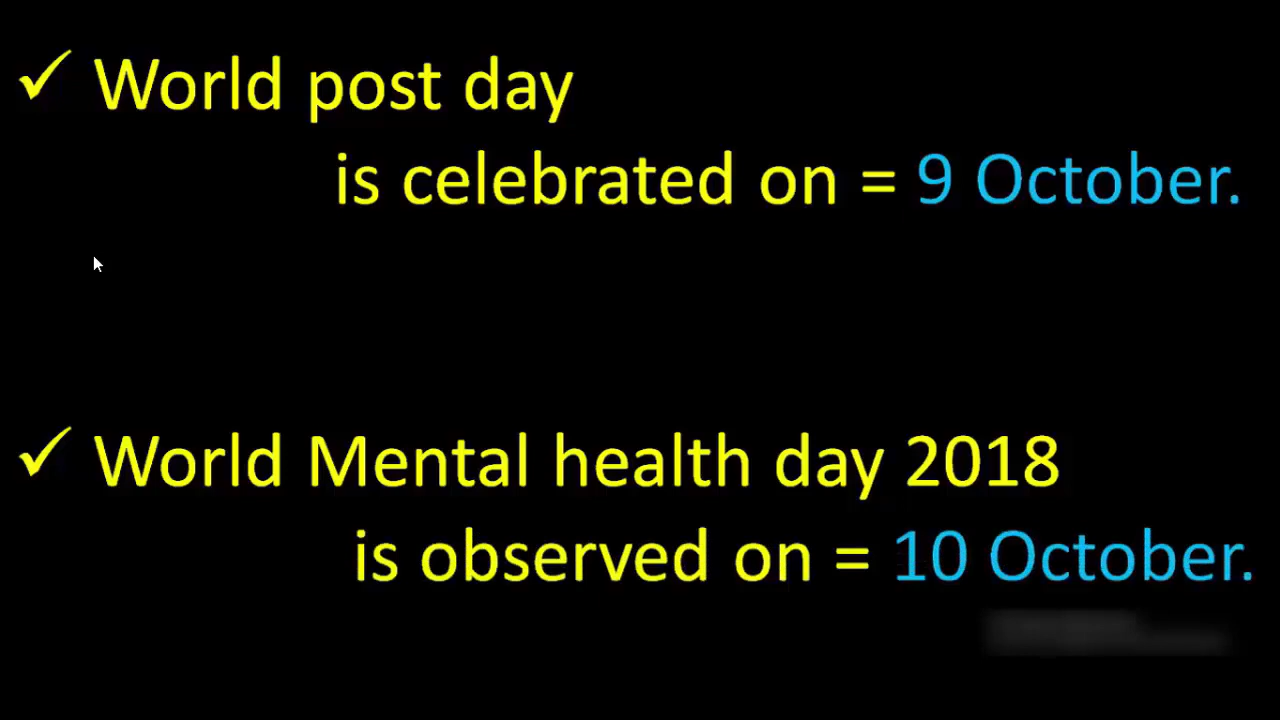 ✓ World post day
is celebrated on = 9 October.
✓ World Mental health day 2018
is observed on = 10 October.